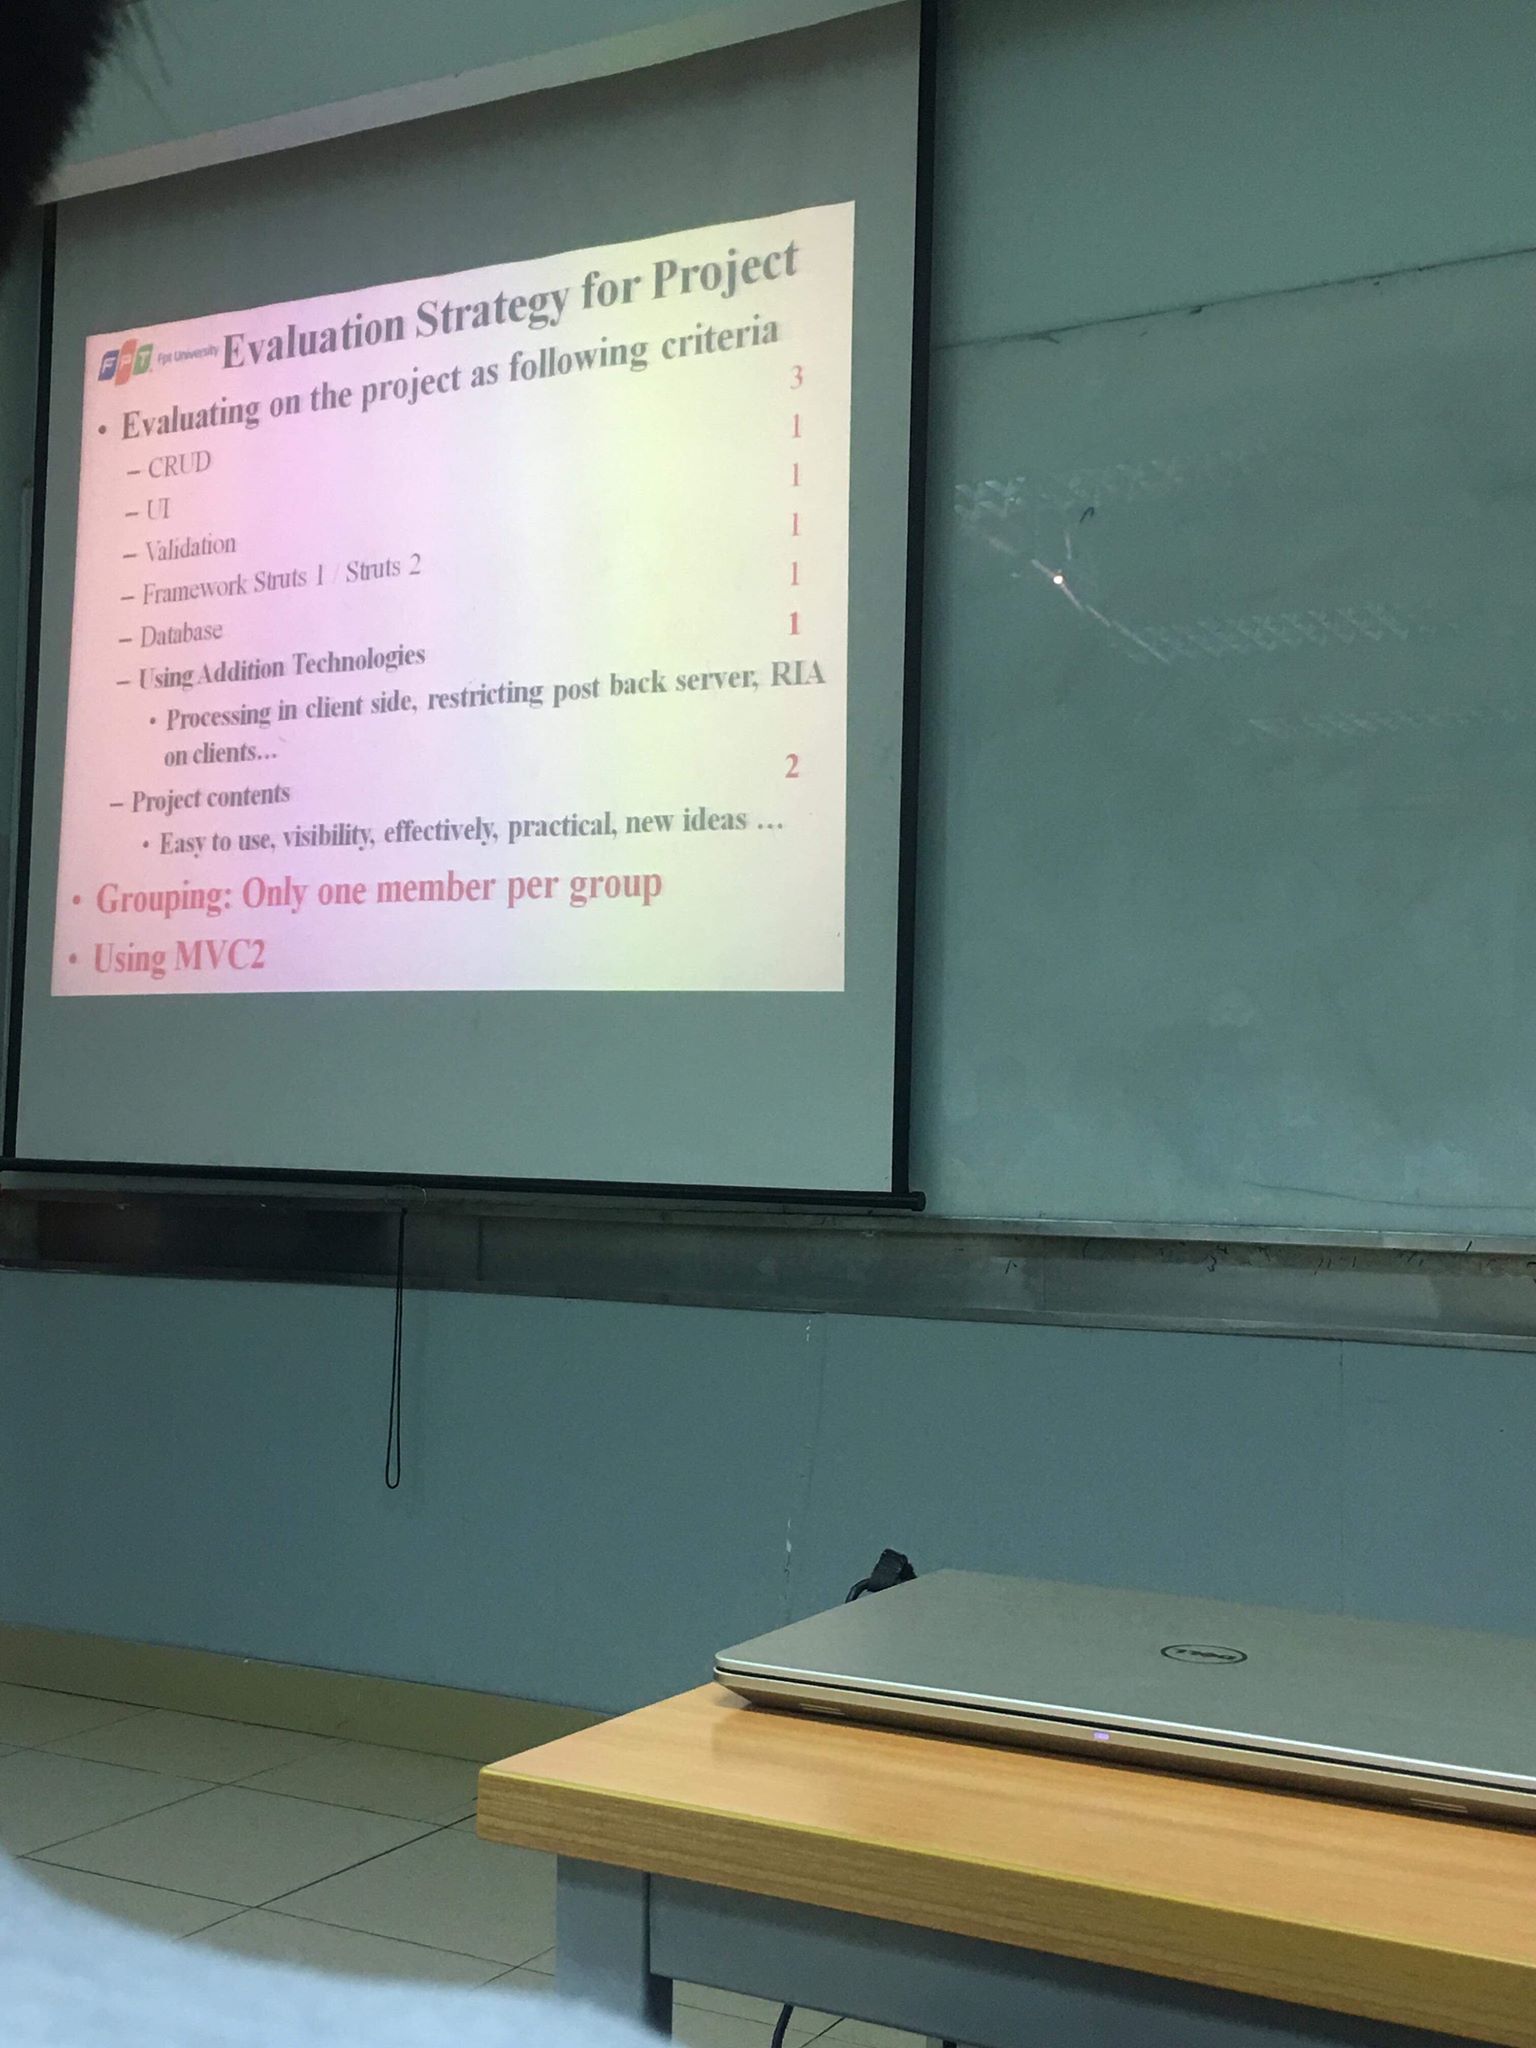 FPT Fpt University Evaluation Strategy for Project
• Evaluating on the project as following criteria
– CRUD 3
– UI 1
– Validation 1
– Framework Struts 1 / Struts 2 1
– Database 1
– Using Addition Technologies 1
• Processing in client side, restricting post back server, RIA
on clients...
– Project contents 2
• Easy to use, visibility, effectively, practical, new ideas ...
• Grouping: Only one member per group
• Using MVC2
DELL